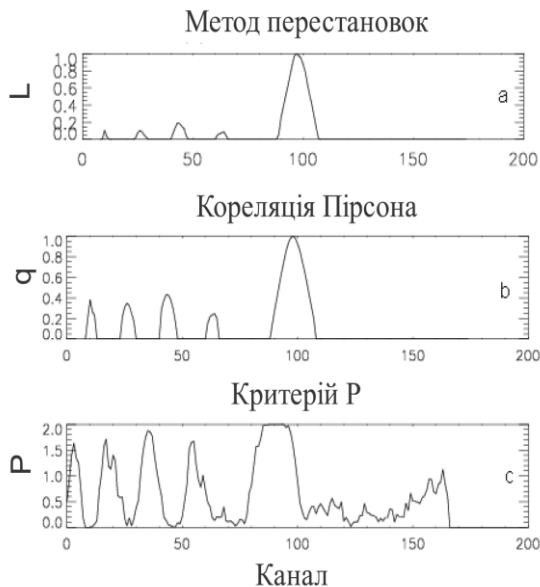 Метод перестановок
L
1.0
0.8
0.6
0.4
0.2
0.0
a
0 50 100 150 200
Кореляція Пірсона
q
1.0
0.8
0.6
0.4
0.2
0.0
b
0 50 100 150 200
Критерій Р
P
2.0
1.5
1.0
0.5
0.0
c
0 50 100 150 200
Канал